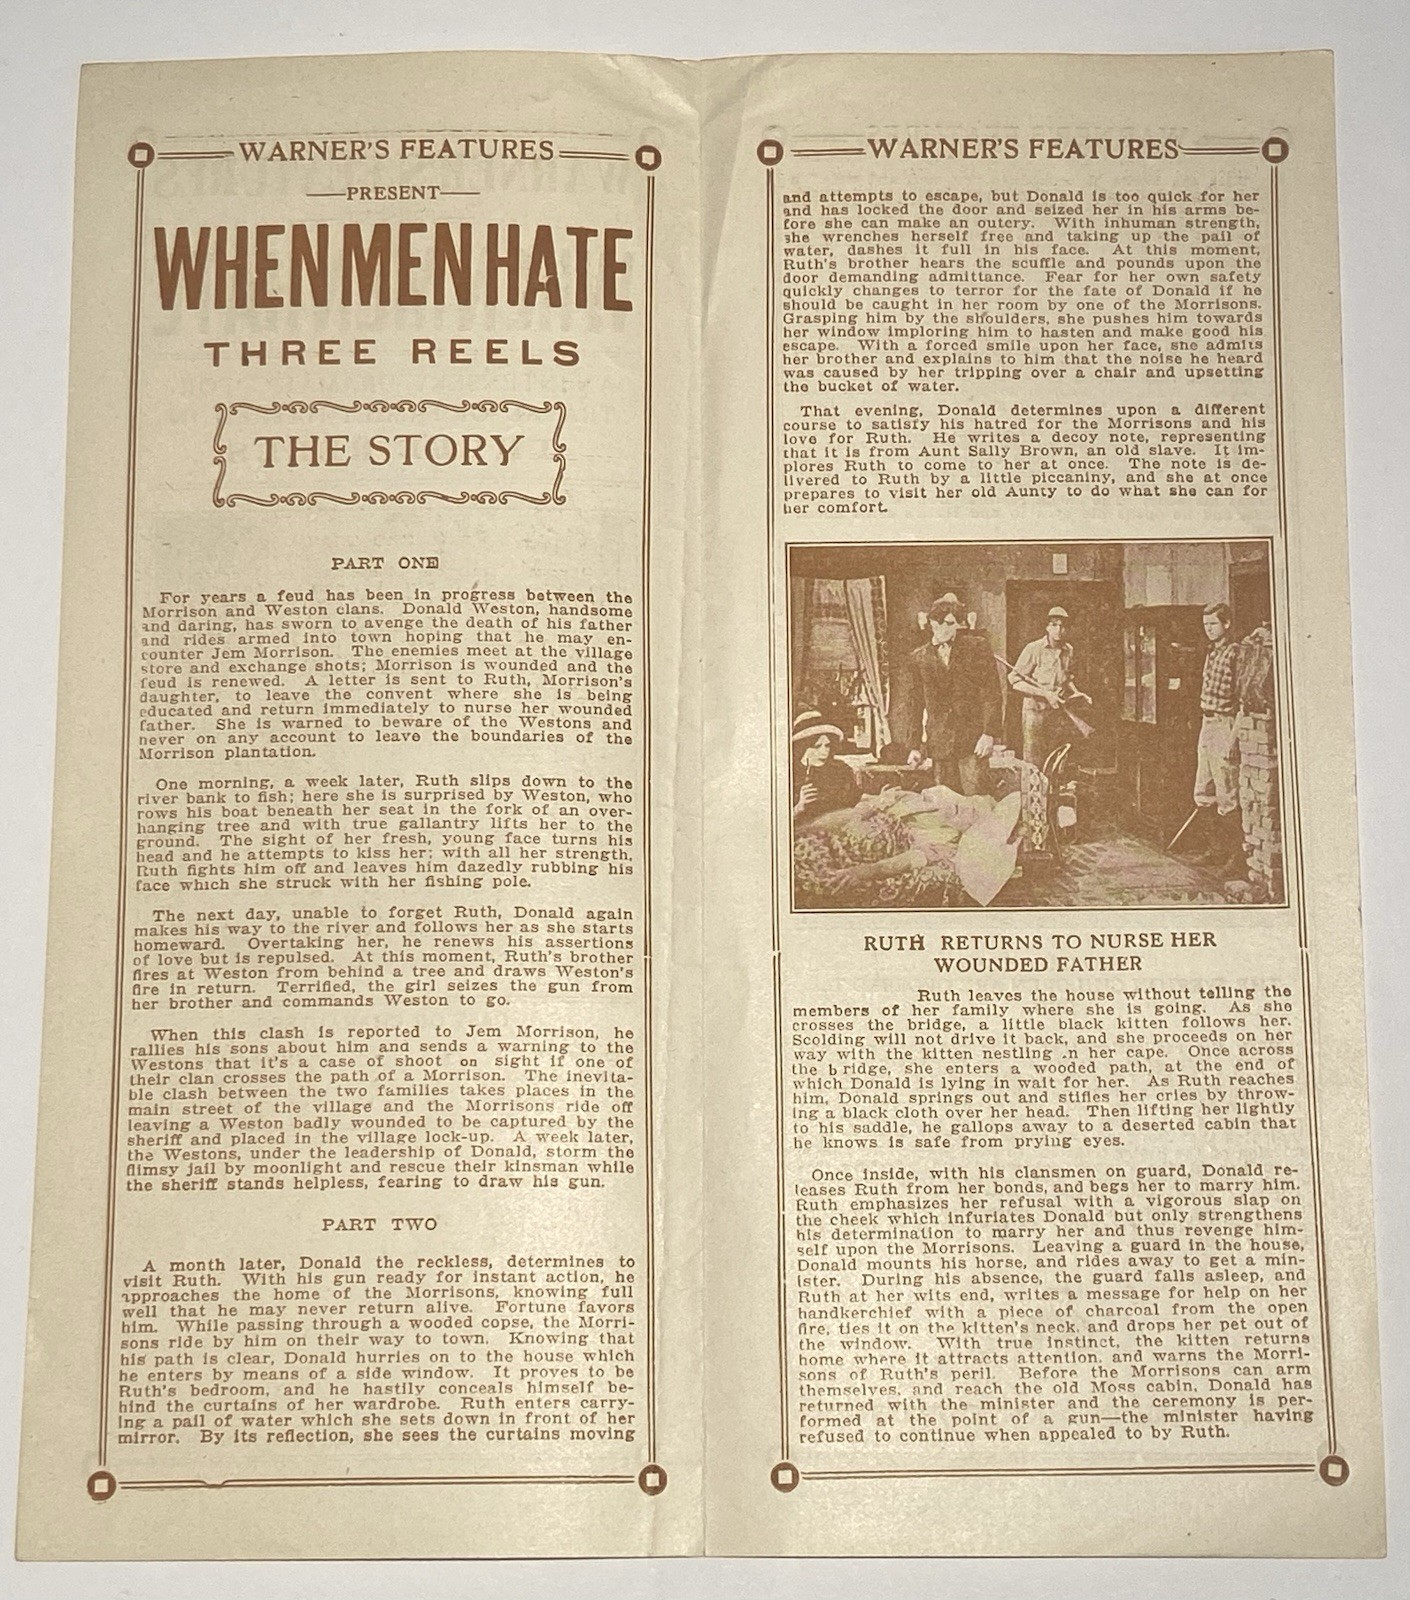 WARNER'S FEATURES
PRESENT
WHEN MEN HATE
THREE REELS
THE STORY
PART ONE
For years a feud has been in progress between the
Morrison and Weston clans. Donald Weston, handsome
and daring, has sworn to avenge the death of his father
and rides armed into town hoping that he may en-
counter Jem Morrison. The enemies meet at the village
store and exchange shots; Morrison is wounded and the
feud is renewed. A letter is sent to Ruth, Morrison's
daughter, to leave the convent where she is being
educated and return immediately to nurse her wounded
father. She is warned to beware of the Westons and
never on any account to leave the boundaries of the
Morrison plantation.
One morning, a week later, Ruth slips down to the
river bank to fish; here she is surprised by Weston, who
rows his boat beneath her seat in the fork of an over-
hanging tree and with true gallantry lifts her to the
ground. The sight of her fresh, young face turns his
head and he attempts to kiss her; with all her strength,
Ruth fights him off and leaves him dazedly rubbing his
face which she struck with her fishing pole.
The next day, unable to forget Ruth, Donald again
makes his way to the river and follows her as she starts
homeward. Overtaking her, he renews his assertions
of love but is repulsed. At this moment, Ruth's brother
fires at Weston from behind a tree and draws Weston's
fire in return. Terrified, the girl seizes the gun from
her brother and commands Weston to go.
When this clash is reported to Jem Morrison, he
rallies his sons about him and sends a warning to the
Westons that it's a case of shoot on sight if one of
their clan crosses the path of a Morrison. The inevita-
ble clash between the two families takes places in the
main street of the village and the Morrisons ride off
leaving a Weston badly wounded to be captured by the
sheriff and placed in the village lock-up. A week later,
the Westons, under the leadership of Donald, storm the
flimsy jail by moonlight and rescue their kinsman while
the sheriff stands helpless, fearing to draw his gun.
PART TWO
A month later, Donald the reckless, determines to
visit Ruth. With his gun ready for instant action, he
approaches the home of the Morrisons, knowing full
well that he may never return alive. Fortune favors
him. While passing through a wooded copse, the Morri-
sons ride by him on their way to town. Knowing that
his path is clear, Donald hurries on to the house which
he enters by means of a side window. It proves to be
Ruth's bedroom, and he hastily conceals himself be-
hind the curtains of her wardrobe. Ruth enters carry-
ing a pail of water which she sets down in front of her
mirror. By its reflection, she sees the curtains moving
WARNER'S FEATURES
and attempts to escape, but Donald is too quick for her
and has locked the door and seized her in his arms be-
fore she can make an outery. With inhuman strength,
she wrenches herself free and taking up the pail of
water, dashes it full in his face. At this moment,
Ruth's brother hears the scuffle and pounds upon the
door demanding admittance. Fear for her own safety
quickly changes to terror for the fate of Donald if he
should be caught in her room by one of the Morrisons.
Grasping him by the shoulders, she pushes him towards
her window imploring him to hasten and make good his
escape. With a forced smile upon her face, she admits
her brother and explains to him that the noise he heard
was caused by her tripping over a chair and upsetting
the bucket of water.
That evening, Donald determines upon a different
course to satisfy his hatred for the Morrisons and his
love for Ruth. He writes a decoy note, representing
that it is from Aunt Sally Brown, an old slave. It im-
plores Ruth to come to her at once. The note is de-
livered to Ruth by a little piccaniny, and she at once
prepares to visit her old Aunty to do what she can for
her comfort.
RUTH RETURNS TO NURSE HER
WOUNDED FATHER
Ruth leaves the house without telling the
members of her family where she is going. As she
crosses the bridge, a little black kitten follows her.
Scolding will not drive it back, and she proceeds on her
way with the kitten nestling in her cape. Once across
the bridge, she enters a wooded path, at the end of
which Donald is lying in wait for her. As Ruth reaches
him, Donald springs out and stifles her cries by throw-
ing a black cloth over her head. Then lifting her lightly
to his saddle, he gallops away to a deserted cabin that
he knows is safe from prying eyes.
Once inside, with his clansmen on guard, Donald re-
leases Ruth from her bonds, and begs her to marry him.
Ruth emphasizes her refusal with a vigorous slap on
the cheek which infuriates Donald but only strengthens
his determination to marry her and thus revenge him-
self upon the Morrisons. Leaving a guard in the house,
Donald mounts his horse, and rides away to get a min-
ister. During his absence, the guard falls asleep, and
Ruth at her wits end, writes a message for help on her
handkerchief with a piece of charcoal from the open
fire, ties it on the kitten's neck, and drops her pet out of
the window. With true instinct, the kitten returns
home where it attracts attention, and warns the Morri-
sons of Ruth's peril. Before the Morrisons can arm
themselves, and reach the old Moss cabin, Donald has
returned with the minister and the ceremony is per-
formed at the point of a gun—the minister having
refused to continue when appealed to by Ruth.